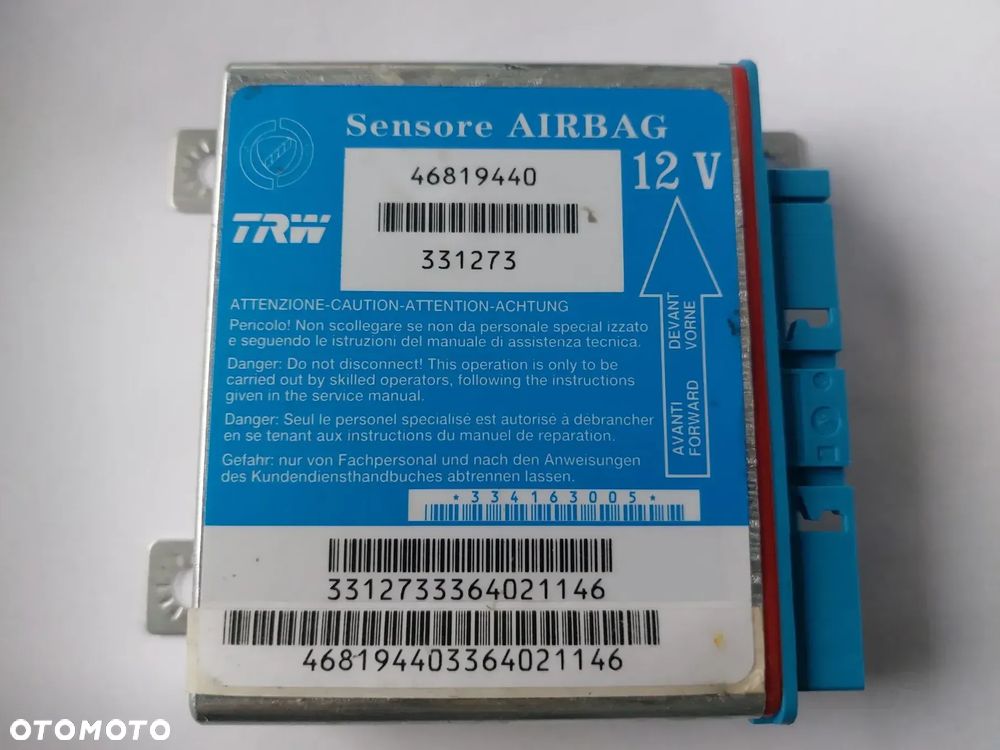 Sensore AIRBAG
46819440
12 V
TRW
331273
ATTENZIONE-CAUTION-ATTENTION-ACHTUNG
Pericolo! Non scollegare se non da personale special izzato
e seguendo le istruzioni del manuale di assistenza tecnica.
Danger: Do not disconnect! This operation is only to be
carried out by skilled operators, following the instructions
given in the service manual.
Danger: Seul le personel specialisé est autorisé à débrancher
en se tenant aux instructions du manuel de reparation.
Gefahr: nur von Fachpersonal und nach den Anweisungen
des Kundendiensthandbuches abtrennen lassen.
DEVANT
VORNE
AVANTI
FORWARD
*334163005*
3312733364021146
468194403364021146
OTOMOTO